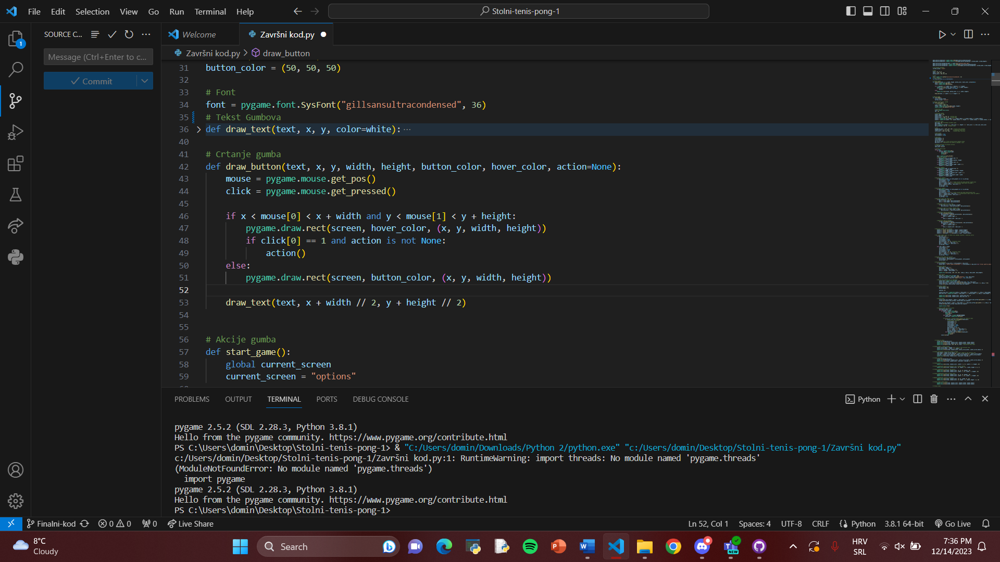 File Edit Selection View Go Run Terminal Help
Stolni-tenis-pong-1
SOURCE C...
Welcome
Završni kod.py
1
Message (Ctrl+Enter to c...
Commit
Završni kod.py > draw_button
31 button_color = (50, 50, 50)
32
33 # Font
34 font = pygame.font.SysFont("gillsansultracondensed", 36)
35 # Tekst Gumbova
36 def draw_text(text, x, y, color=white): ...
40
41 # Crtanje gumba
42 def draw_button(text, x, y, width, height, button_color, hover_color, action=None):
43 mouse = pygame.mouse.get_pos()
44 click = pygame.mouse.get_pressed()
45
46 if x < mouse[0] < x + width and y < mouse[1] < y + height:
47 pygame.draw.rect(screen, hover_color, (x, y, width, height))
48 if click[0] == 1 and action is not None:
49 action()
50 else:
51 pygame.draw.rect(screen, button_color, (x, y, width, height))
52
53 draw_text(text, x + width // 2, y + height // 2)
54
55
56 # Akcije gumba
57 def start_game():
58 global current_screen
59 current_screen = "options"
PROBLEMS OUTPUT TERMINAL PORTS DEBUG CONSOLE
Python
pygame 2.5.2 (SDL 2.28.3, Python 3.8.1)
Hello from the pygame community. https://www.pygame.org/contribute.html
PS C:\Users\domin\Desktop\Stolni-tenis-pong-1> & "C:/Users/domin/Downloads/Python 2/python.exe" "c:/Users/domin/Desktop/Stolni-tenis-pong-1/Završni kod.py"
c:/Users/domin/Desktop/Stolni-tenis-pong-1/Završni kod.py:1: RuntimeWarning: import threads: No module named 'pygame.threads'
(ModuleNotFoundError: No module named 'pygame.threads')
import pygame
pygame 2.5.2 (SDL 2.28.3, Python 3.8.1)
Hello from the pygame community. https://www.pygame.org/contribute.html
PS C:\Users\domin\Desktop\Stolni-tenis-pong-1>
Finalni-kod 0 0 0 Live Share
Ln 52, Col 1 Spaces: 4 UTF-8 CRLF Python 3.8.1 64-bit Go Live
8°C
Cloudy
Search
NEW
HRV
SRL
7:36 PM
12/14/2023